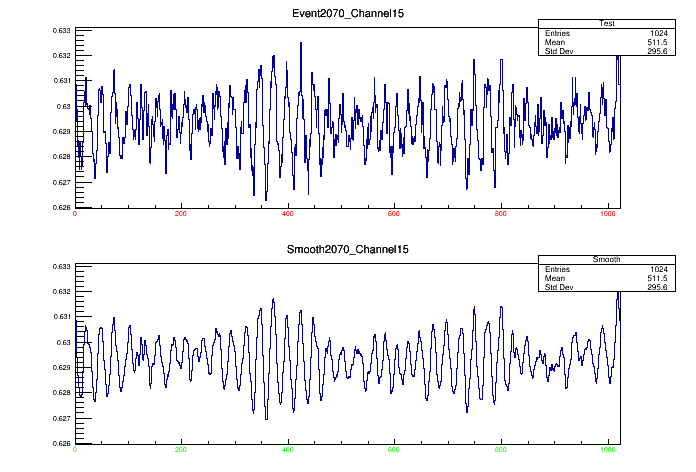 Event2070_Channel15
Test
Entries 1024
Mean 511.5
Std Dev 295.6
0.633
0.632
0.631
0.63
0.629
0.628
0.627
0.626
0 200 400 600 800 1000
Smooth2070_Channel15
Smooth
Entries 1024
Mean 511.5
Std Dev 295.6
0.633
0.632
0.631
0.63
0.629
0.628
0.627
0.626
0 200 400 600 800 1000